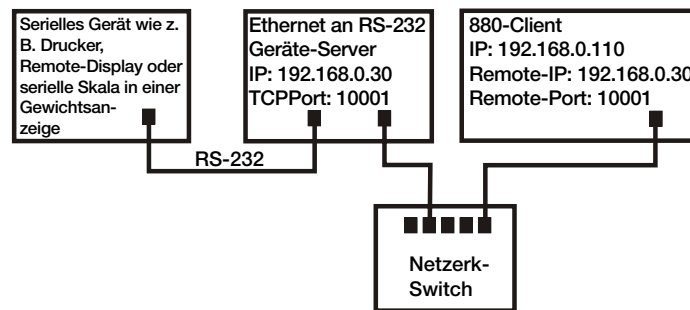 Serielles Gerät wie z.
B. Drucker,
Remote-Display oder
serielle Skala in einer
Gewichtsan-
zeige
Ethernet an RS-232
Geräte-Server
IP: 192.168.0.30
TCPPort: 10001
880-Client
IP: 192.168.0.110
Remote-IP: 192.168.0.30
Remote-Port: 10001
RS-232
Netzerk-
Switch